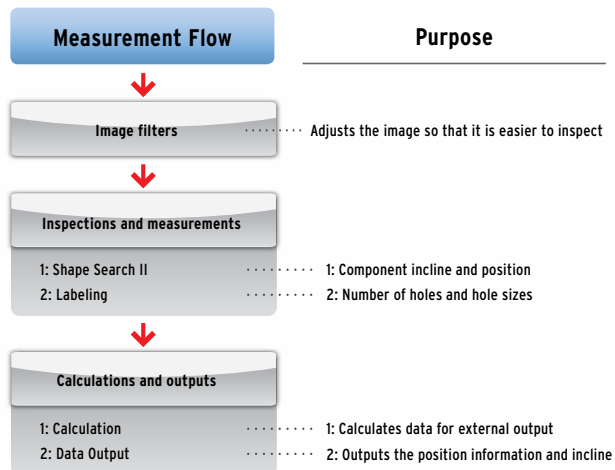 Measurement Flow
Purpose
Image filters ········· Adjusts the image so that it is easier to inspect
Inspections and measurements
1: Shape Search II ········· 1: Component incline and position
2: Labeling ········· 2: Number of holes and hole sizes
Calculations and outputs
1: Calculation ········· 1: Calculates data for external output
2: Data Output ········· 2: Outputs the position information and incline